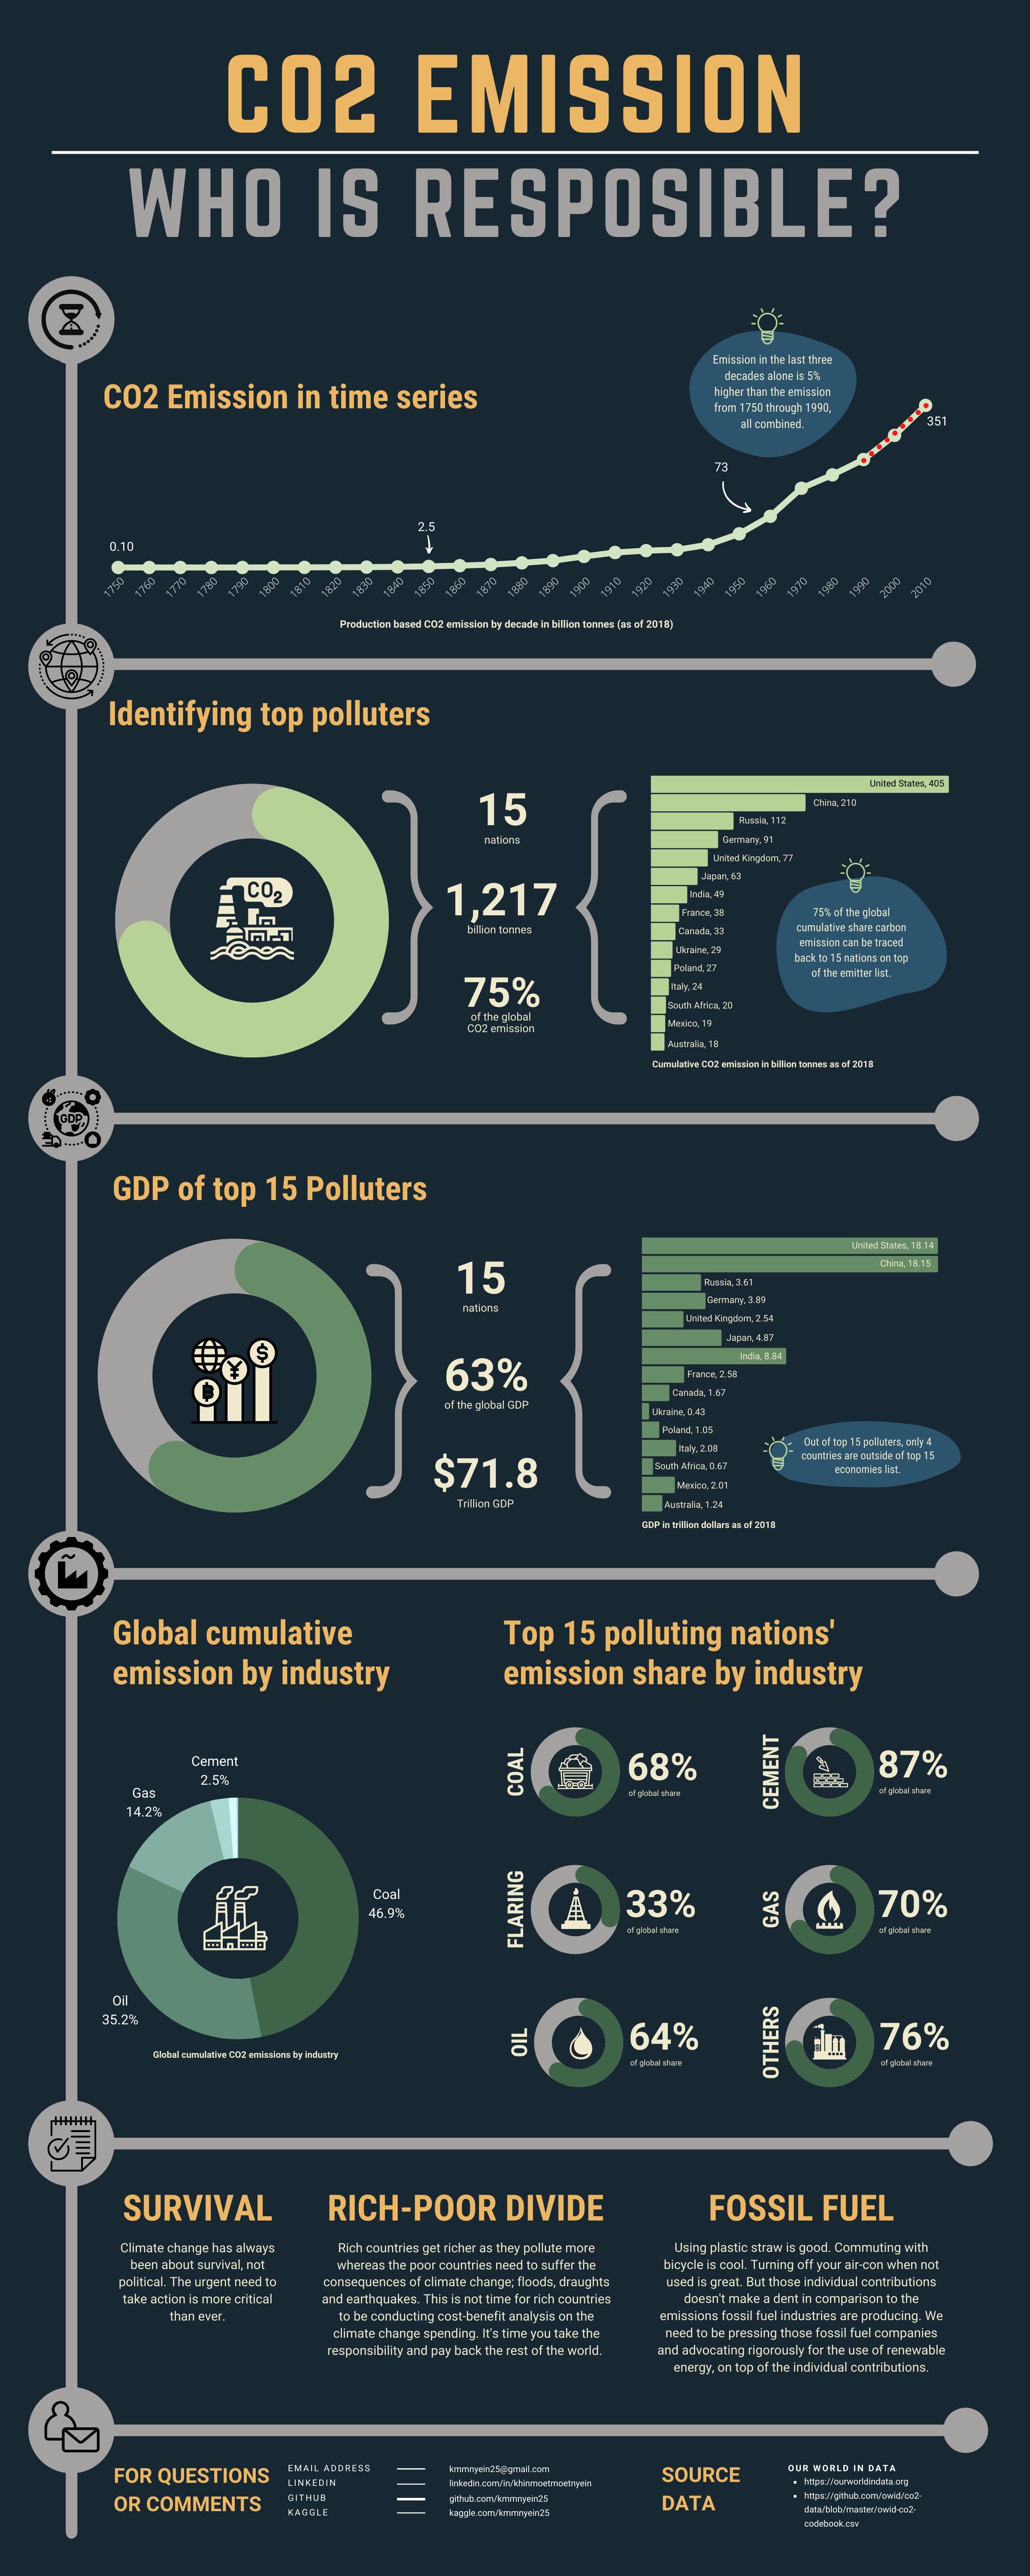 CO2 EMISSION
WHO IS RESPOSIBLE?
CO2 Emission in time series
Emission in the last three
decades alone is 5%
higher than the emission
from 1750 through 1990,
all combined.
351
73
2.5
0.10
1750
1760
1770
1780
1790
1800
1810
1820
1830
1840
1850
1860
1870
1880
1890
1900
1910
1920
1930
1940
1950
1960
1970
1980
1990
2000
2010
Production based CO2 emission by decade in billion tonnes (as of 2018)
Identifying top polluters
CO2
15
nations
1,217
billion tonnes
75%
of the global
CO2 emission
United States, 405
China, 210
Russia, 112
Germany, 91
United Kingdom, 77
Japan, 63
India, 49
France, 38
Canada, 33
Ukraine, 29
Poland, 27
Italy, 24
South Africa, 20
Mexico, 19
Australia, 18
75% of the global
cumulative share carbon
emission can be traced
back to 15 nations on top
of the emitter list.
Cumulative CO2 emission in billion tonnes as of 2018
GDP
GDP of top 15 Polluters
15
nations
63%
of the global GDP
$71.8
Trillion GDP
United States, 18.14
China, 18.15
Russia, 3.61
Germany, 3.89
United Kingdom, 2.54
Japan, 4.87
India, 8.84
France, 2.58
Canada, 1.67
Ukraine, 0.43
Poland, 1.05
Italy, 2.08
South Africa, 0.67
Mexico, 2.01
Australia, 1.24
Out of top 15 polluters, only 4
countries are outside of top 15
economies list.
GDP in trillion dollars as of 2018
Global cumulative
emission by industry
Cement
2.5%
Gas
14.2%
Coal
46.9%
Oil
35.2%
Global cumulative CO2 emissions by industry
Top 15 polluting nations'
emission share by industry
COAL
68%
of global share
CEMENT
87%
of global share
FLARING
33%
of global share
GAS
70%
of global share
OIL
64%
of global share
OTHERS
76%
of global share
SURVIVAL
Climate change has always
been about survival, not
political. The urgent need to
take action is more critical
than ever.
RICH-POOR DIVIDE
Rich countries get richer as they pollute more
whereas the poor countries need to suffer the
consequences of climate change; floods, draughts
and earthquakes. This is not time for rich countries
to be conducting cost-benefit analysis on the
climate change spending. It's time you take the
responsibility and pay back the rest of the world.
FOSSIL FUEL
Using plastic straw is good. Commuting with
bicycle is cool. Turning off your air-con when not
used is great. But those individual contributions
doesn't make a dent in comparison to the
emissions fossil fuel industries are producing. We
need to be pressing those fossil fuel companies
and advocating rigorously for the use of renewable
energy, on top of the individual contributions.
FOR QUESTIONS
OR COMMENTS
EMAIL ADDRESS kmmnyein25@gmail.com
LINKEDIN linkedin.com/in/khinmoetmoetnyein
GITHUB github.com/kmmnyein25
KAGGLE kaggle.com/kmmnyein25
SOURCE
DATA
OUR WORLD IN DATA
• https://ourworldindata.org
• https://github.com/owid/co2-
data/blob/master/owid-co2-
codebook.csv